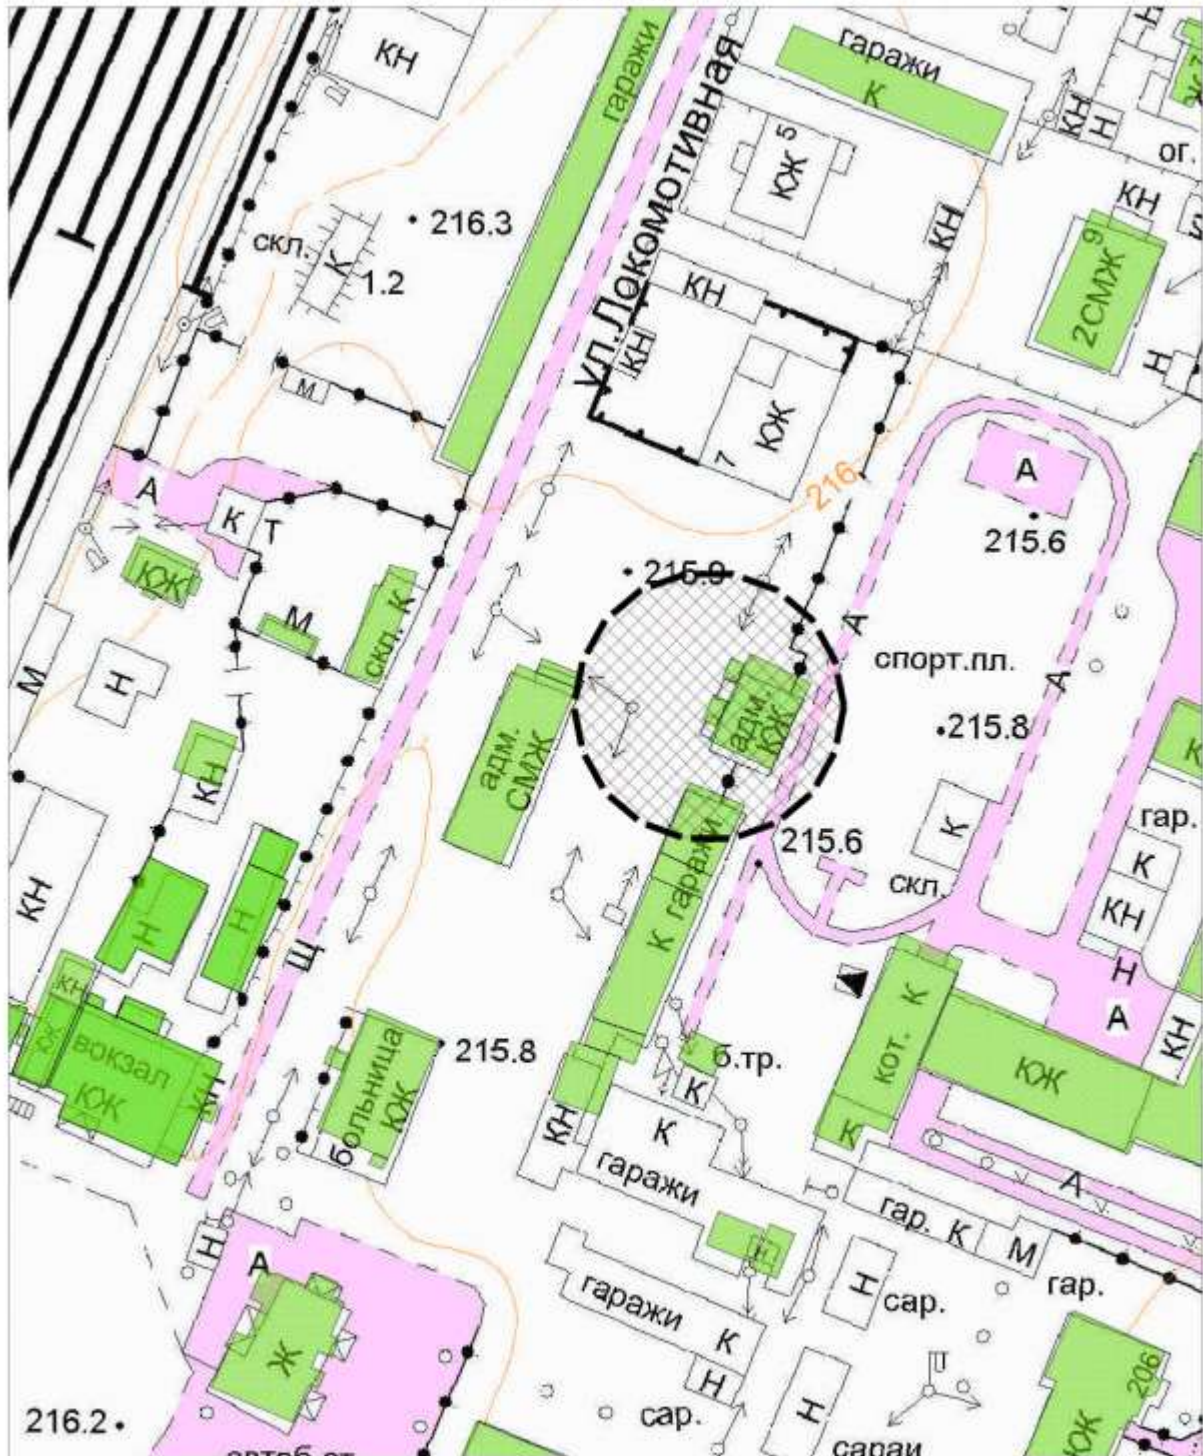 КН
гаражи
ул.Локомотивная
гаражи
К
КН
Н
ог.
КЖ 5
КН
КН
216.3
скл.
К
1.2
КН
КН
2СМЖ 9
Н
м
КЖ
7
216
А
К Т
А
215.6
КЖ
М
скл. К
215.9
А
спорт.пл.
А
М
Н
адм.
СМЖ
адм.
КЖ
215.8
К
КН
гар.
К
К
скл.
215.6
КН
КН
К гаражи
Н
Н
Щ
Н
А
КН
кн
КЖ
вокзал
КЖ
КН
больница
КЖ
215.8
б.тр.
К
кот. К
К
КЖ
КН
К
гаражи
А
гар. К
М
гар.
Н
А
н
Н
сар.
гаражи К
Н
Ж
206
КЖ
216.2
сар.
Н
сараи